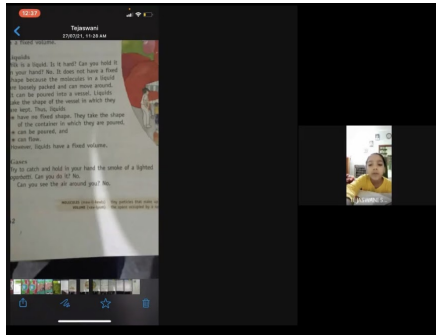 12:37
Tejaswani
27/07/21, 11:28 AM
a fixed volume.
Liquids
Milk is a liquid. Is it hard? Can you hold it
in your hand? No. It does not have a fixed
shape because the molecules in a liquid
are loosely packed and can move around.
It can be poured into a vessel. Liquids
take the shape of the vessel in which they
are kept. Thus, liquids
have no fixed shape. They take the shape
of the container in which they are poured,
can be poured, and
can flow.
However, liquids have a fixed volume.
Gases
Try to catch and hold in your hand the smoke of a lighted
agarbatti. Can you do it? No.
Can you see the air around you? No.
TEJASWANI S